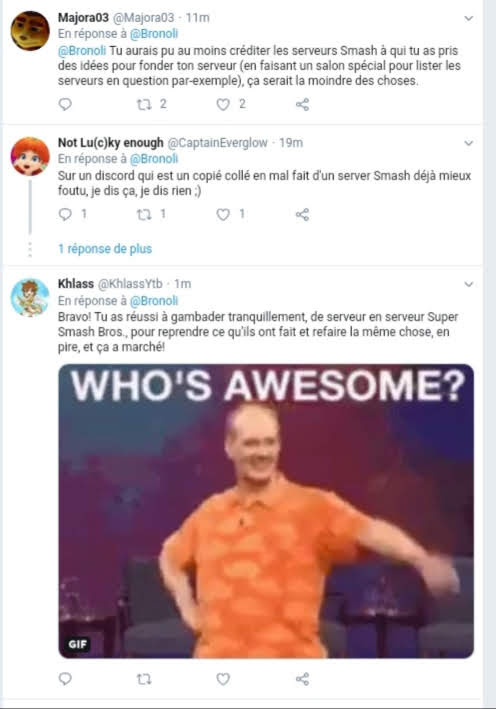 Majora03 @Majora03 · 11m
En réponse à @Bronoli
@Bronoli Tu aurais pu au moins créditer les serveurs Smash à qui tu as pris
des idées pour fonder ton serveur (en faisant un salon spécial pour lister les
serveurs en question par-exemple), ça serait la moindre des choses.
2 2
Not Lu(c)ky enough @CaptainEverglow · 19m
En réponse à @Bronoli
Sur un discord qui est un copié collé en mal fait d'un server Smash déjà mieux
foutu, je dis ça, je dis rien ;)
1 1 1
1 réponse de plus
Khlass @KhlassYtb · 1m
En réponse à @Bronoli
Bravo! Tu as réussi à gambader tranquillement, de serveur en serveur Super
Smash Bros., pour reprendre ce qu'ils ont fait et refaire la même chose, en
pire, et ça a marché!
WHO'S AWESOME?
GIF